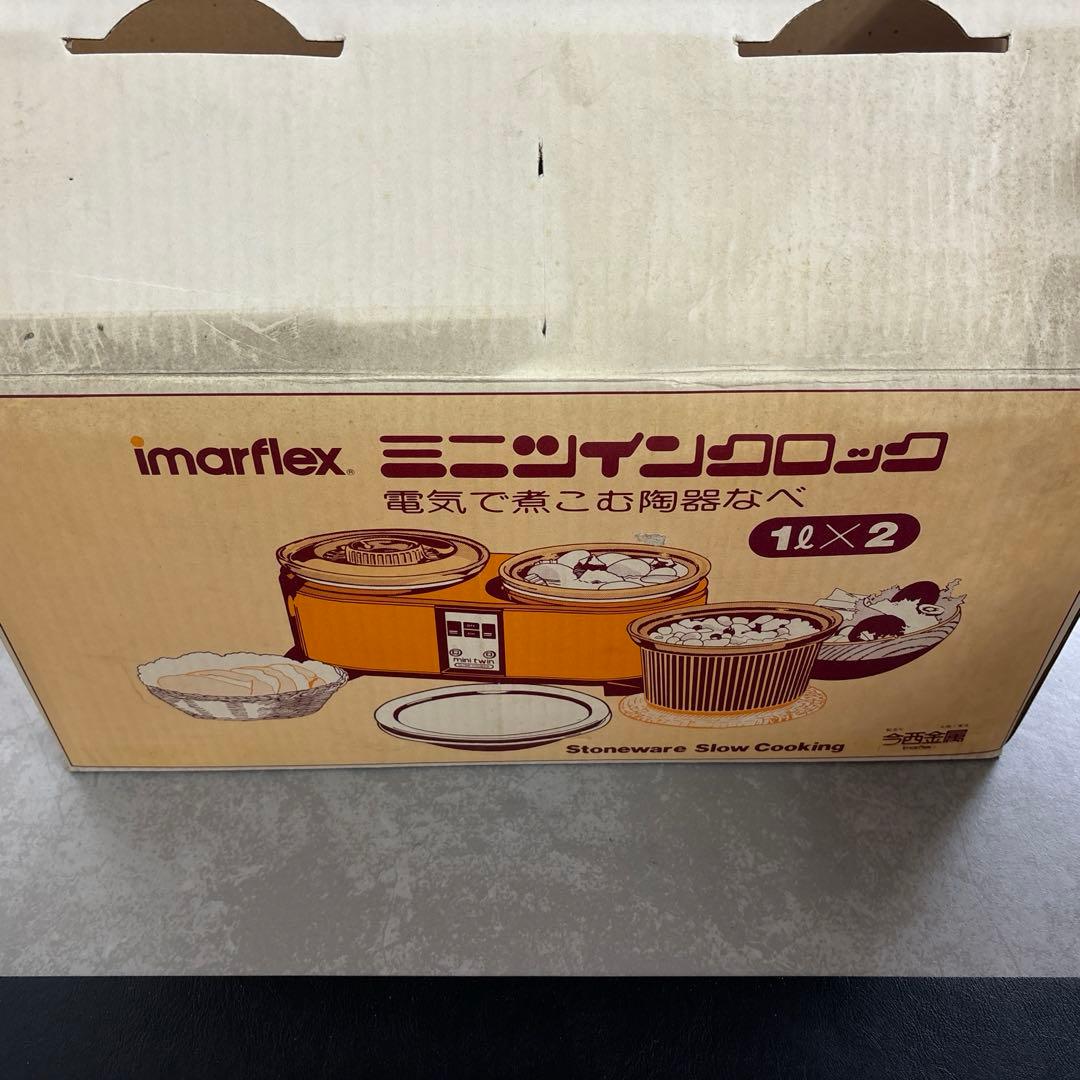 imarflex® ミニツインクロック
電気で煮こむ陶器なべ
1ℓ×2
mini twin
Stoneware Slow Cooking
今西金属
imarflex